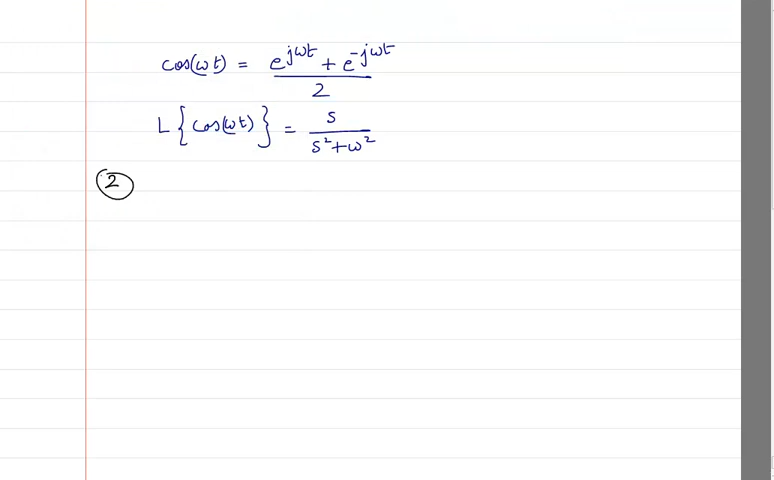 cos(ωt) = e^{jωt} + e^{-jωt} / 2
L{cos(ωt)} = s / s² + ω²
②